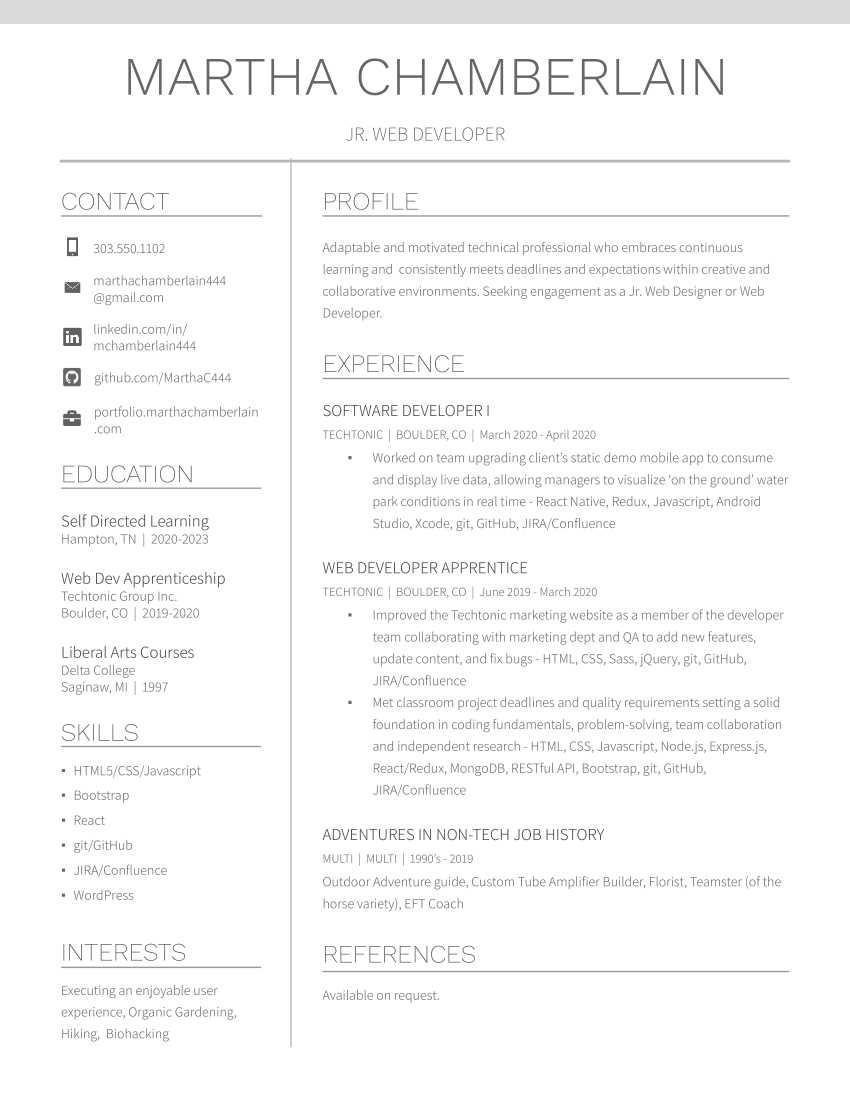 MARTHA CHAMBERLAIN
JR. WEB DEVELOPER
CONTACT
303.550.1102
marthachamberlain444
@gmail.com
linkedin.com/in/
mchamberlain444
github.com/MarthaC444
portfolio.marthachamberlain
.com
EDUCATION
Self Directed Learning
Hampton, TN | 2020-2023
Web Dev Apprenticeship
Techtonic Group Inc.
Boulder, CO | 2019-2020
Liberal Arts Courses
Delta College
Saginaw, MI | 1997
SKILLS
▪ HTML5/CSS/Javascript
▪ Bootstrap
▪ React
▪ git/GitHub
▪ JIRA/Confluence
▪ WordPress
INTERESTS
Executing an enjoyable user
experience, Organic Gardening,
Hiking, Biohacking
PROFILE
Adaptable and motivated technical professional who embraces continuous
learning and consistently meets deadlines and expectations within creative and
collaborative environments. Seeking engagement as a Jr. Web Designer or Web
Developer.
EXPERIENCE
SOFTWARE DEVELOPER I
TECHTONIC | BOULDER, CO | March 2020 - April 2020
▪ Worked on team upgrading client’s static demo mobile app to consume
and display live data, allowing managers to visualize ‘on the ground’ water
park conditions in real time - React Native, Redux, Javascript, Android
Studio, Xcode, git, GitHub, JIRA/Confluence
WEB DEVELOPER APPRENTICE
TECHTONIC | BOULDER, CO | June 2019 - March 2020
▪ Improved the Techtonic marketing website as a member of the developer
team collaborating with marketing dept and QA to add new features,
update content, and fix bugs - HTML, CSS, Sass, jQuery, git, GitHub,
JIRA/Confluence
▪ Met classroom project deadlines and quality requirements setting a solid
foundation in coding fundamentals, problem-solving, team collaboration
and independent research - HTML, CSS, Javascript, Node.js, Express.js,
React/Redux, MongoDB, RESTful API, Bootstrap, git, GitHub,
JIRA/Confluence
ADVENTURES IN NON-TECH JOB HISTORY
MULTI | MULTI | 1990’s - 2019
Outdoor Adventure guide, Custom Tube Amplifier Builder, Florist, Teamster (of the
horse variety), EFT Coach
REFERENCES
Available on request.